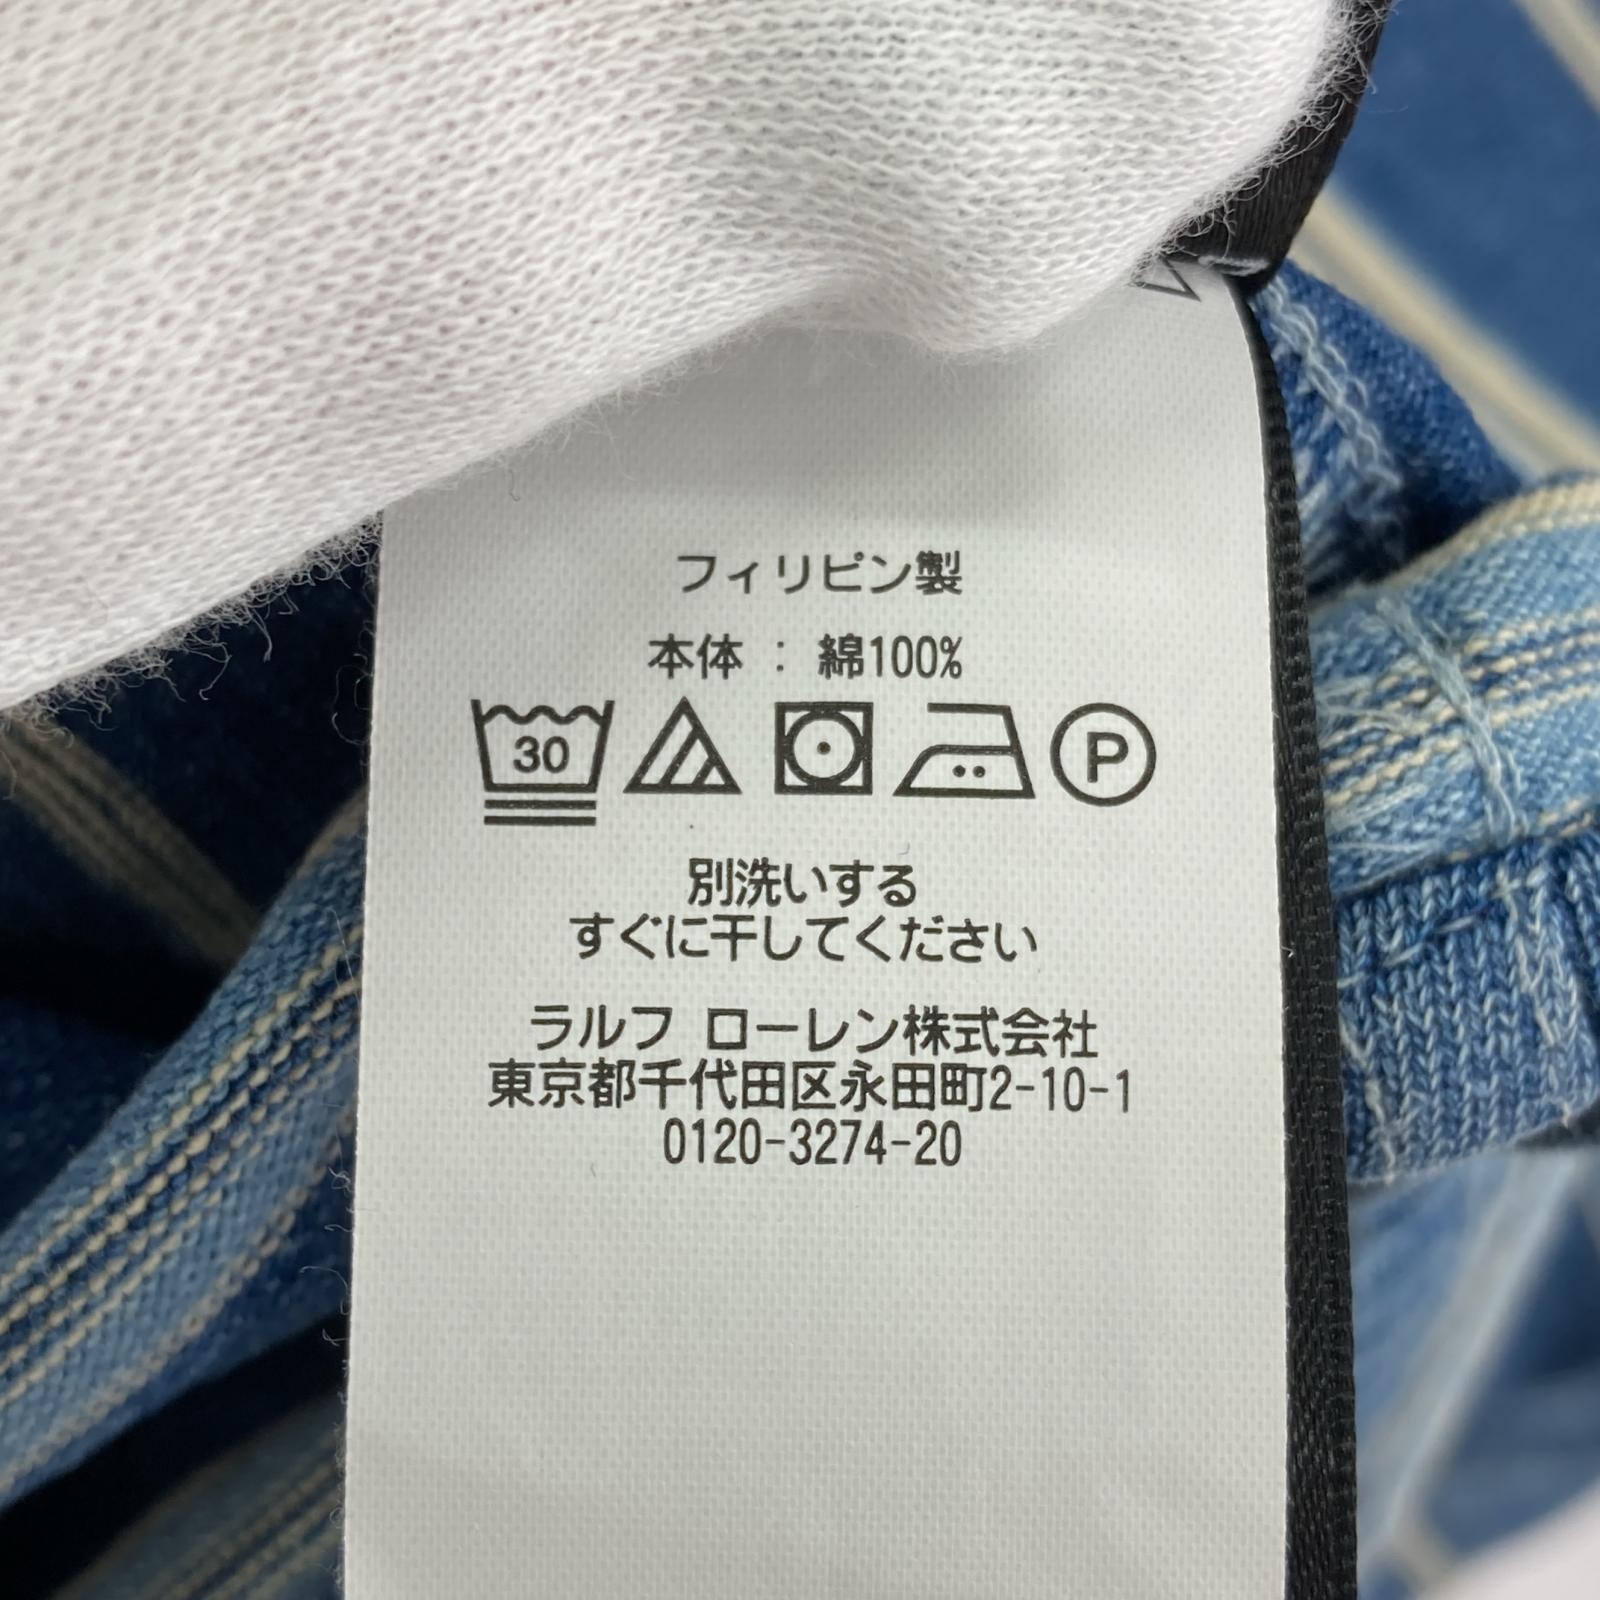 フィリピン製
本体 : 綿100%
30 P
別洗いする
すぐに干してください
ラルフ ローレン株式会社
東京都千代田区永田町2-10-1
0120-3274-20